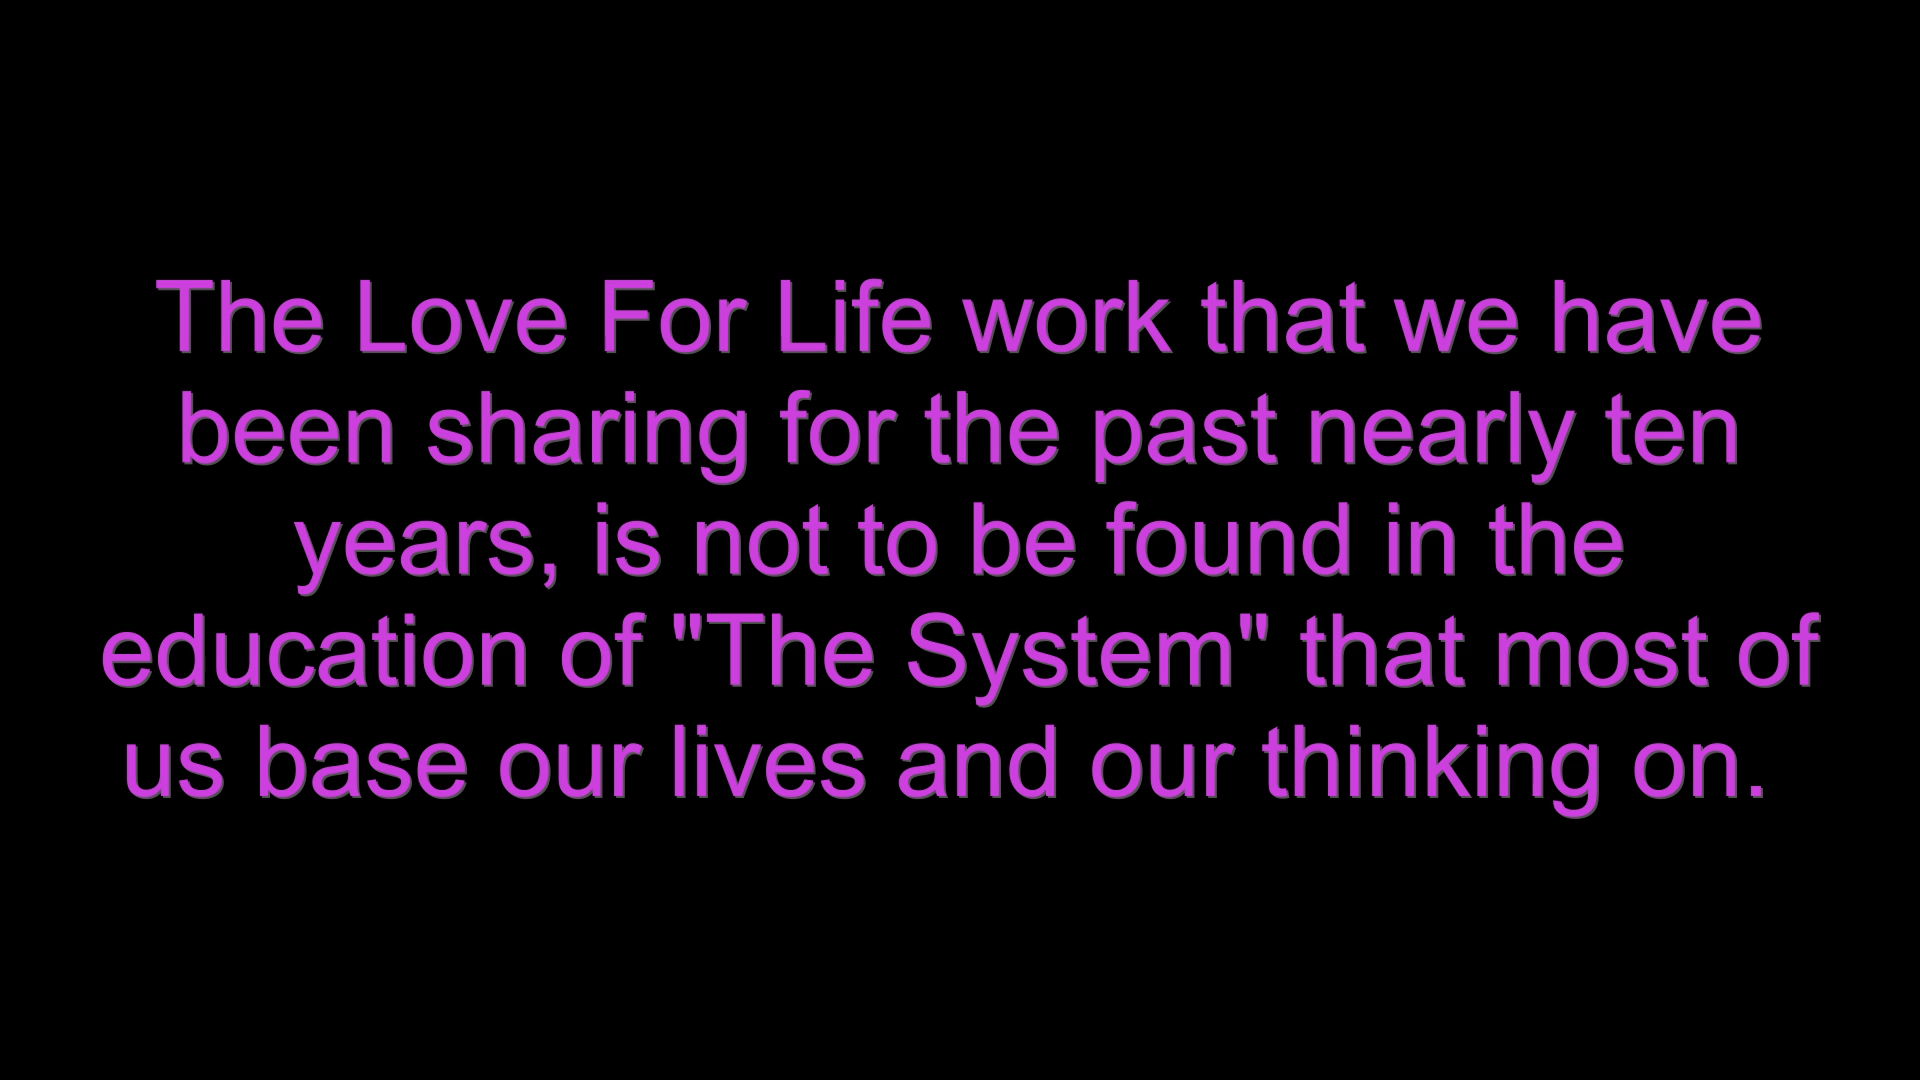 The Love For Life work that we have
been sharing for the past nearly ten
years, is not to be found in the
education of "The System" that most of
us base our lives and our thinking on.